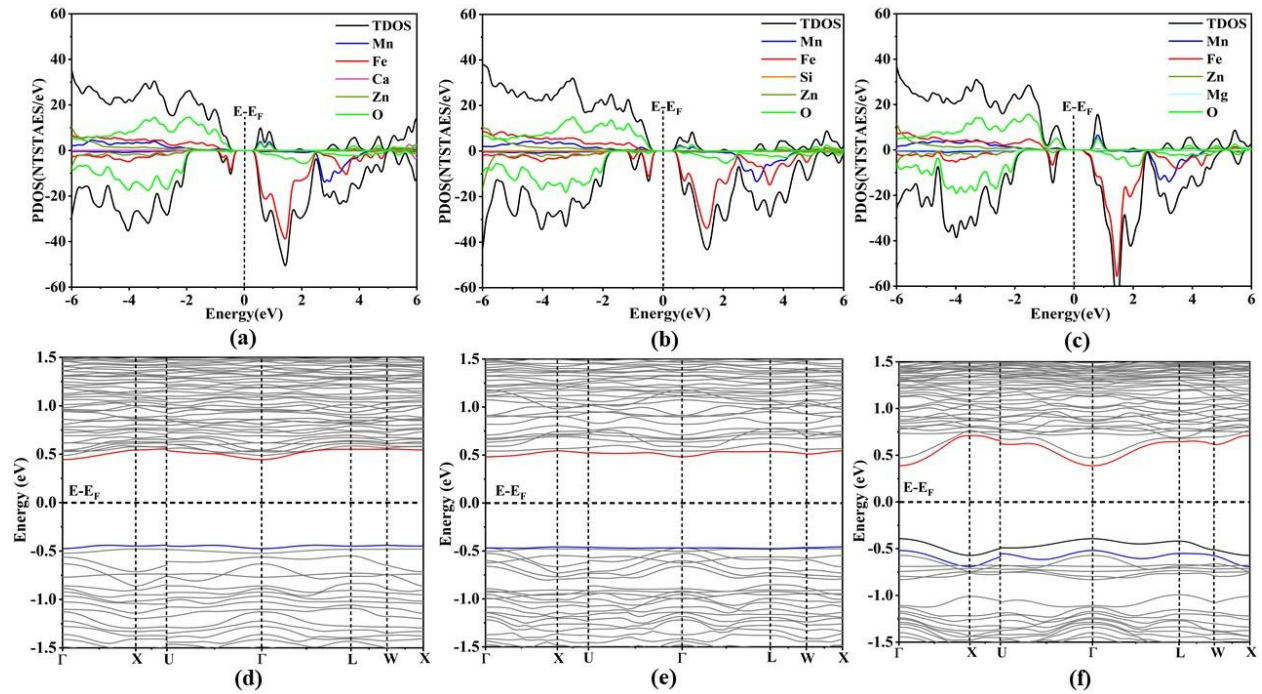 60
40
20
0
-20
-40
-60
PDOS(NTSTAES/eV)
E-E_F
TDOS
Mn
Fe
Ca
Zn
O
-6 -4 -2 0 2 4 6
Energy(eV)
(a)
60
40
20
0
-20
-40
-60
PDOS(NTSTAES/eV)
E-E_F
TDOS
Mn
Fe
Si
Zn
O
-6 -4 -2 0 2 4 6
Energy(eV)
(b)
60
40
20
0
-20
-40
-60
PDOS(NTSTAES/eV)
E-E_F
TDOS
Mn
Fe
Zn
Mg
O
-6 -4 -2 0 2 4 6
Energy(eV)
(c)
1.5
1.0
0.5
0.0
-0.5
-1.0
-1.5
Energy (eV)
E-E_F
Γ X U Γ L W X
(d)
1.5
1.0
0.5
0.0
-0.5
-1.0
-1.5
Energy (eV)
E-E_F
Γ X U Γ L W X
(e)
1.5
1.0
0.5
0.0
-0.5
-1.0
-1.5
Energy (eV)
E-E_F
Γ X U Γ L W X
(f)